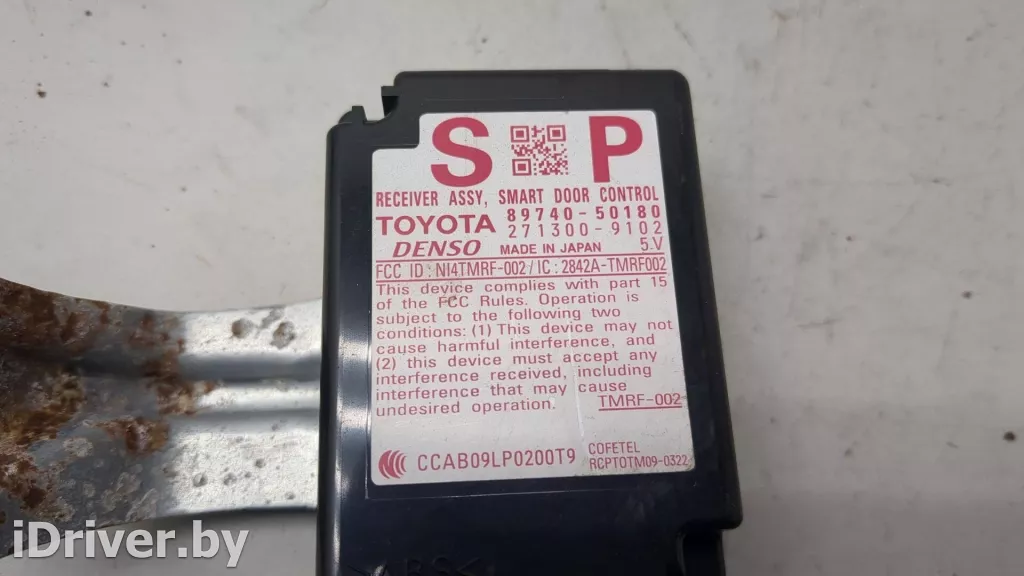 S P
RECEIVER ASSY, SMART DOOR CONTROL
TOYOTA 89740-50180
271300-9102
DENSO MADE IN JAPAN 5.V
FCC ID : NI4TMRF-002/IC : 2842A-TMRF002
This device complies with part 15
of the FCC Rules. Operation is
subject to the following two
conditions: (1) This device may not
cause harmful interference, and
(2) this device must accept any
interference received, including
interference that may cause
undesired operation. TMRF-002
CCAB09LP0200T9
COFETEL
RCPTOTM09-0322
>ABS<
iDriver.by